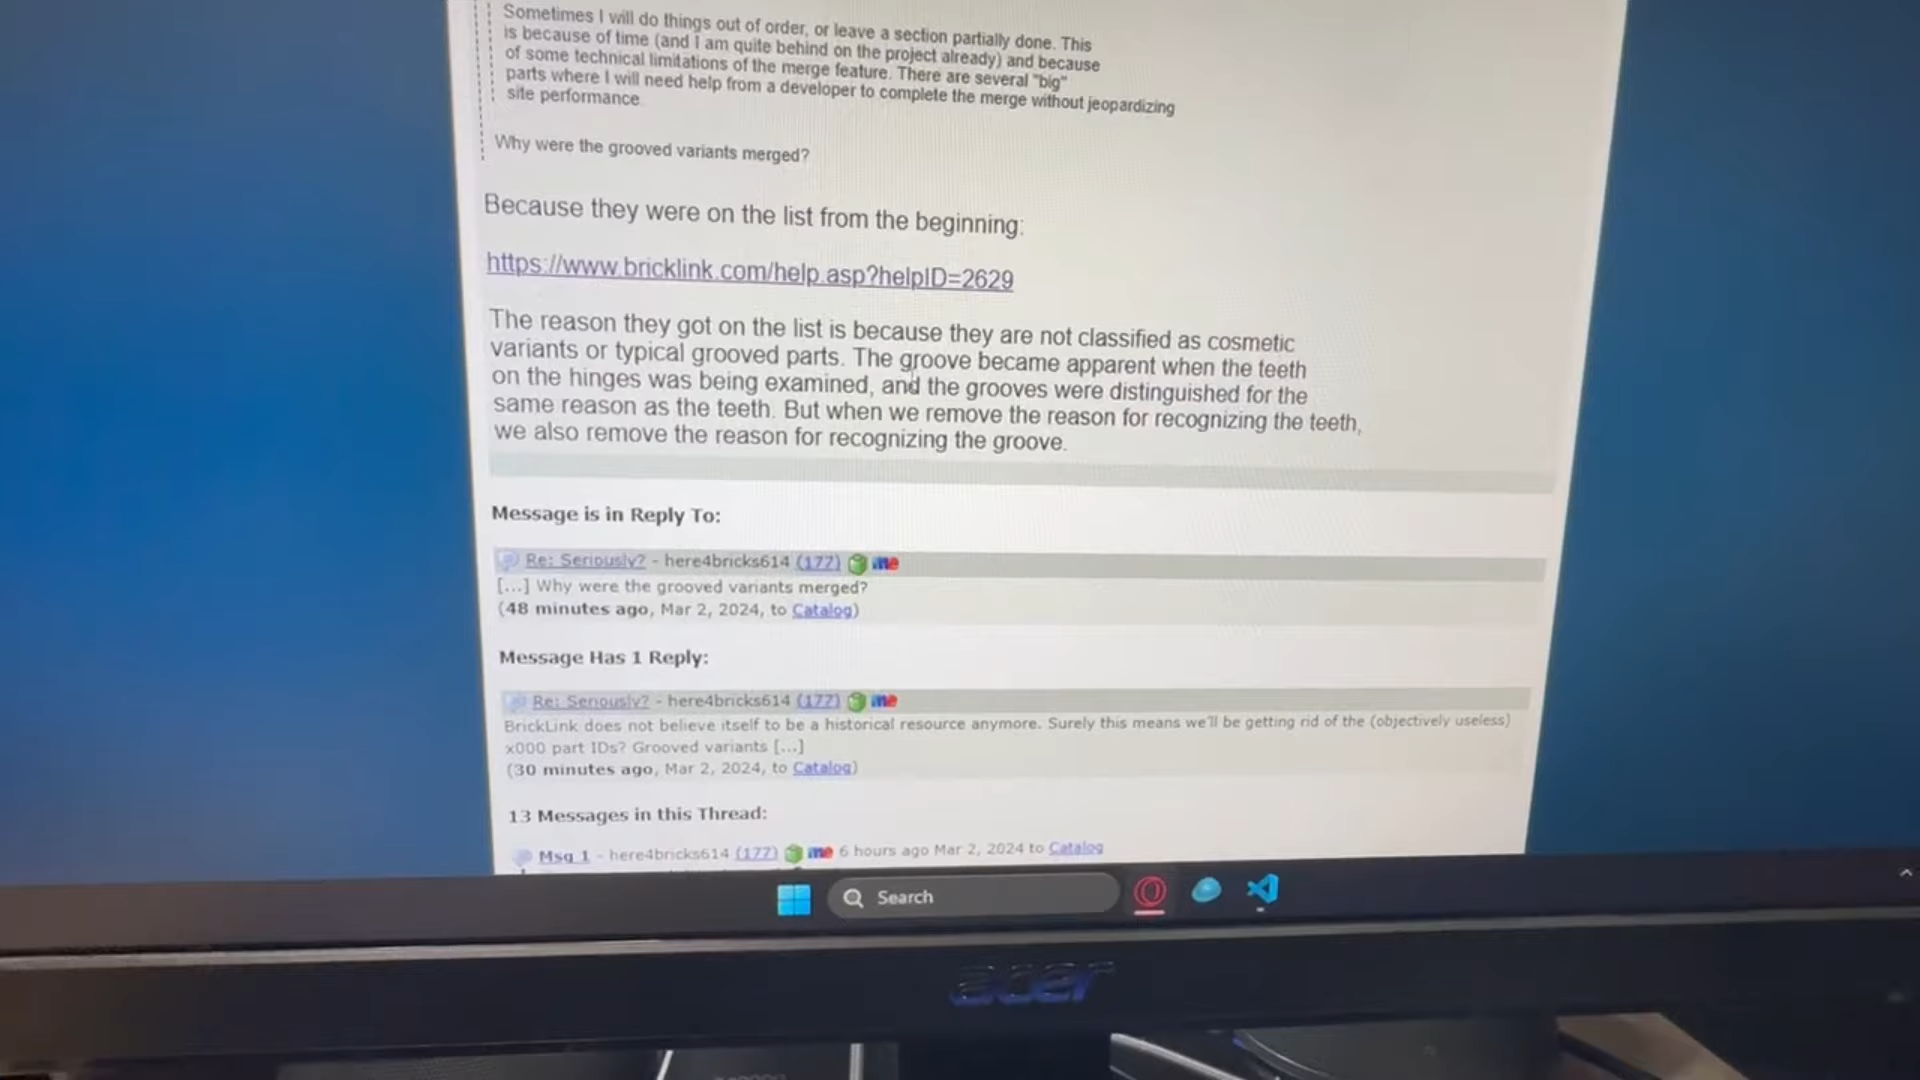 Sometimes I will do things out of order, or leave a section partially done. This
is because of time (and I am quite behind on the project already) and because
of some technical limitations of the merge feature. There are several "big"
parts where I will need help from a developer to complete the merge without jeopardizing
site performance.
Why were the grooved variants merged?
Because they were on the list from the beginning:
https://www.bricklink.com/help.asp?helpID=2629
The reason they got on the list is because they are not classified as cosmetic
variants or typical grooved parts. The groove became apparent when the teeth
on the hinges was being examined, and the grooves were distinguished for the
same reason as the teeth. But when we remove the reason for recognizing the teeth,
we also remove the reason for recognizing the groove.
Message is in Reply To:
Re: Seriously? - here4bricks614 (177) me
[...] Why were the grooved variants merged?
(48 minutes ago, Mar 2, 2024, to Catalog)
Message Has 1 Reply:
Re: Seriously? - here4bricks614 (177) me
BrickLink does not believe itself to be a historical resource anymore. Surely this means we'll be getting rid of the (objectively useless)
x000 part IDs? Grooved variants [...]
(30 minutes ago, Mar 2, 2024, to Catalog)
13 Messages in this Thread:
Msg 1 - here4bricks614 (177) me 6 hours ago Mar 2, 2024 to Catalog
Search
acer